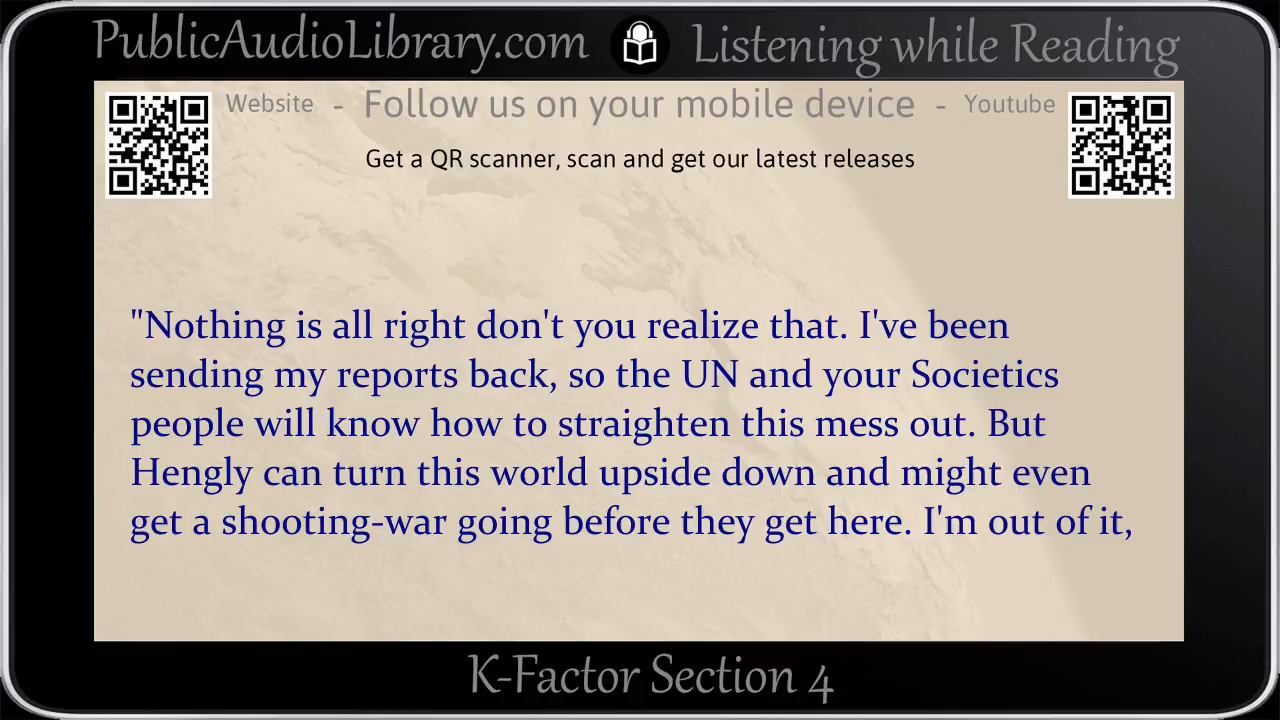 PublicAudioLibrary.com Listening while Reading
Website - Follow us on your mobile device - Youtube
Get a QR scanner, scan and get our latest releases
"Nothing is all right don't you realize that. I've been
sending my reports back, so the UN and your Societics
people will know how to straighten this mess out. But
Hengly can turn this world upside down and might even
get a shooting-war going before they get here. I'm out of it,
K-Factor Section 4